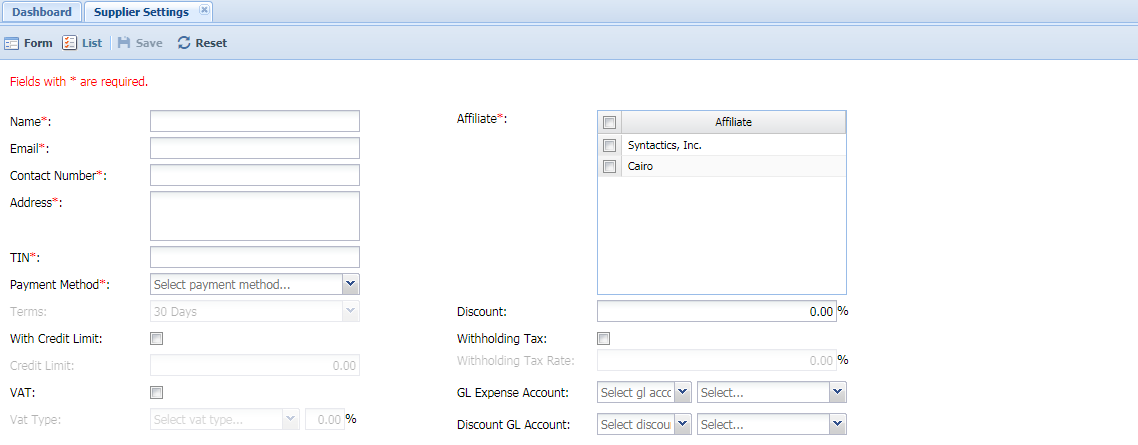 Dashboard Supplier Settings
Form List Save Reset
Fields with * are required.
Name*:
Email*:
Contact Number*:
Address*:
TIN*:
Payment Method*: Select payment method...
Terms: 30 Days
With Credit Limit:
Credit Limit: 0.00
VAT:
Vat Type: Select vat type... 0.00 %
Affiliate*: Affiliate
Syntactics, Inc.
Cairo
Discount: 0.00 %
Withholding Tax:
Withholding Tax Rate: 0.00 %
GL Expense Account: Select gl acco Select...
Discount GL Account: Select discou Select...